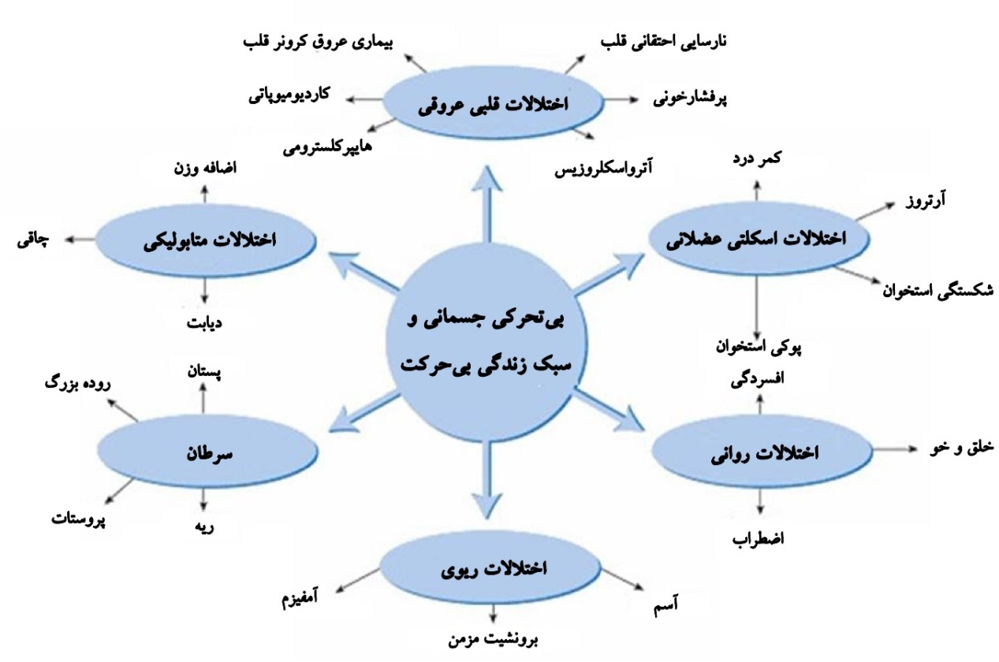 نارسایی احتقانی قلب
بیماری عروق کرونر قلب
پرفشارخونی
اختلالات قلبی عروقی
کاردیومیوپاتی
هایپرکلسترومی
آترواسکلروزیس
کمر درد
آرتروز
اختلالات اسکلتی عضلانی
شکستگی استخوان
پوکی استخوان
اضافه وزن
اختلالات متابولیکی
چاقی
دیابت
بی‌تحرکی جسمانی و
سبک زندگی بی‌حرکت
افسردگی
خلق و خو
اختلالات روانی
اضطراب
پستان
روده بزرگ
سرطان
پروستات
ریه
اختلالات ریوی
آسم
آمفیزم
برونشیت مزمن